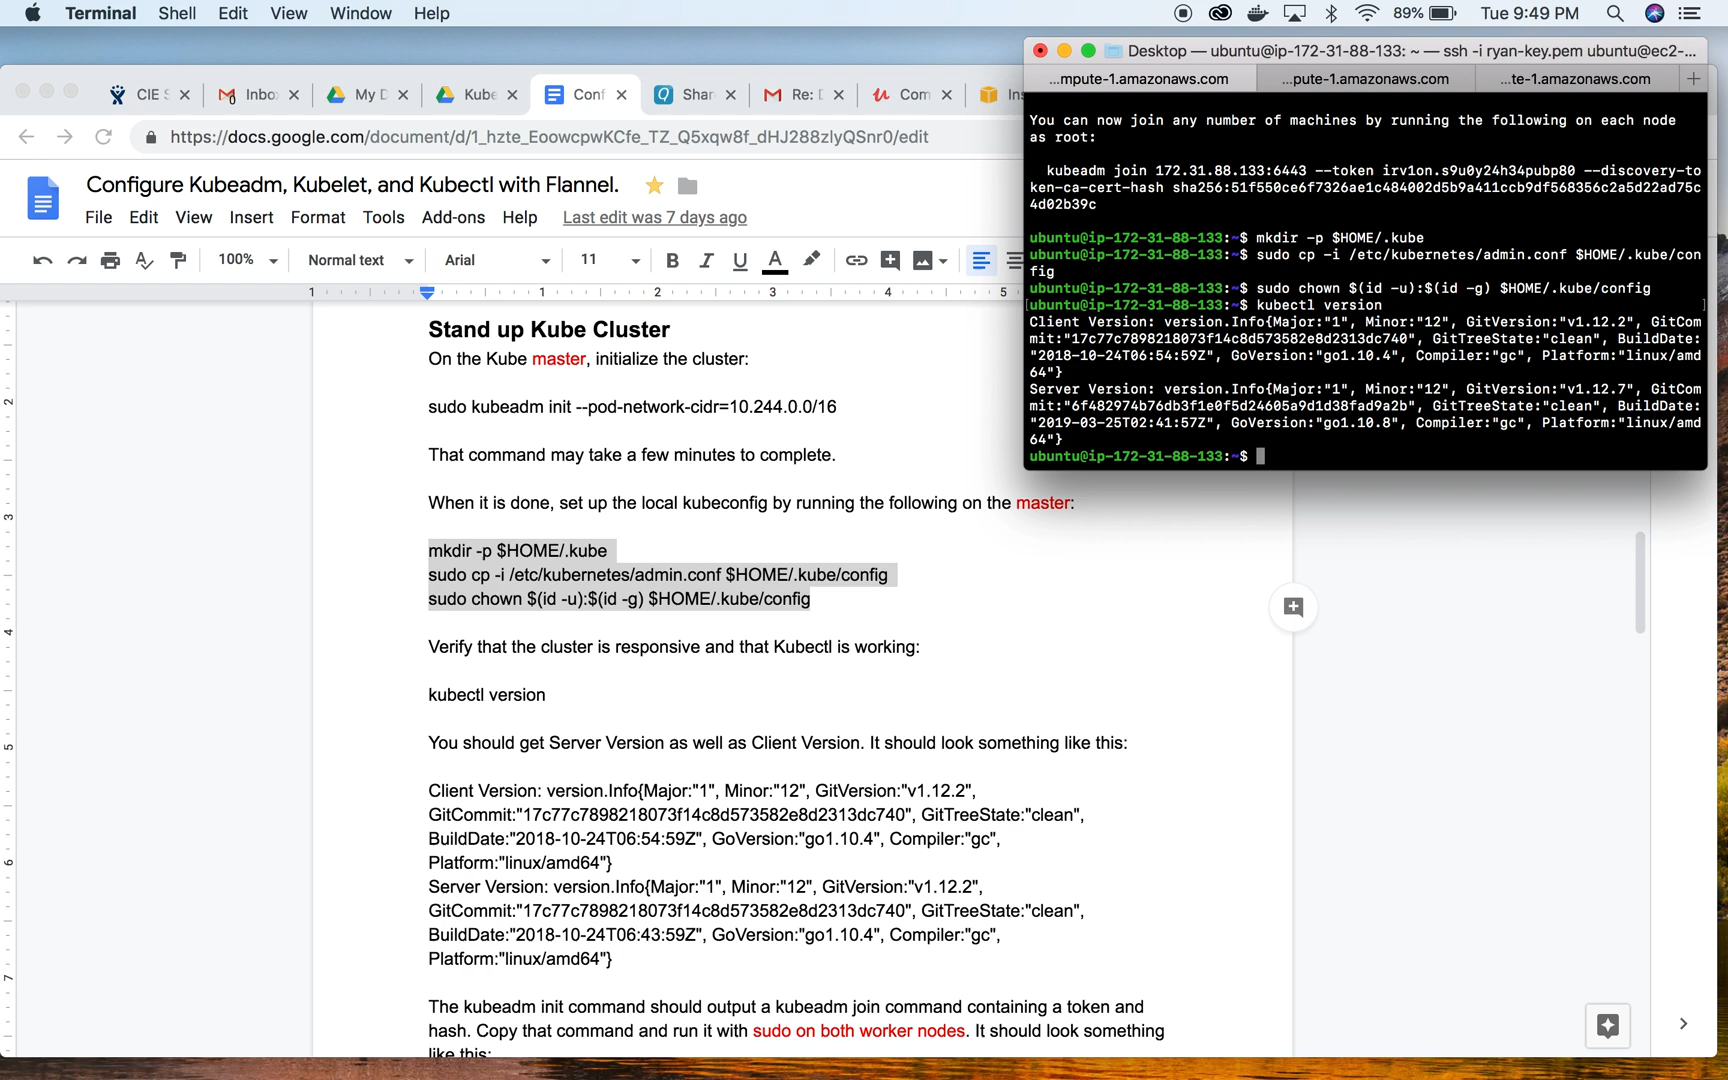 Terminal Shell Edit View Window Help 89% Tue 9:49 PM
Desktop — ubuntu@ip-172-31-88-133: ~ — ssh -i ryan-key.pem ubuntu@ec2-...
...mpute-1.amazonaws.com ...pute-1.amazonaws.com ...te-1.amazonaws.com
You can now join any number of machines by running the following on each node
as root:
kubeadm join 172.31.88.133:6443 --token irv1on.s9u0y24h34pubp80 --discovery-to
ken-ca-cert-hash sha256:51f550ce6f7326ae1c484002d5b9a411ccb9df568356c2a5d22ad75c
4d02b39c
ubuntu@ip-172-31-88-133:~$ mkdir -p $HOME/.kube
ubuntu@ip-172-31-88-133:~$ sudo cp -i /etc/kubernetes/admin.conf $HOME/.kube/con
fig
ubuntu@ip-172-31-88-133:~$ sudo chown $(id -u):$(id -g) $HOME/.kube/config
[ubuntu@ip-172-31-88-133:~$ kubectl version ]
Client Version: version.Info{Major:"1", Minor:"12", GitVersion:"v1.12.2", GitCom
mit:"17c77c7898218073f14c8d573582e8d2313dc740", GitTreeState:"clean", BuildDate:
"2018-10-24T06:54:59Z", GoVersion:"go1.10.4", Compiler:"gc", Platform:"linux/amd
64"}
Server Version: version.Info{Major:"1", Minor:"12", GitVersion:"v1.12.7", GitCom
mit:"6f482974b76db3f1e0f5d24605a9d1d38fad9a2b", GitTreeState:"clean", BuildDate:
"2019-03-25T02:41:57Z", GoVersion:"go1.10.8", Compiler:"gc", Platform:"linux/amd
64"}
ubuntu@ip-172-31-88-133:~$
CIE S Inbo My D Kube Conf Shar Re: D Com Ins
https://docs.google.com/document/d/1_hzte_EoowcpwKCfe_TZ_Q5xqw8f_dHJ288zlyQSnr0/edit
Configure Kubeadm, Kubelet, and Kubectl with Flannel.
File Edit View Insert Format Tools Add-ons Help Last edit was 7 days ago
100% Normal text Arial 11 B I U A
1 1 2 3 4 5
2
3
4
5
6
7
Stand up Kube Cluster
On the Kube master, initialize the cluster:
sudo kubeadm init --pod-network-cidr=10.244.0.0/16
That command may take a few minutes to complete.
When it is done, set up the local kubeconfig by running the following on the master:
mkdir -p $HOME/.kube
sudo cp -i /etc/kubernetes/admin.conf $HOME/.kube/config
sudo chown $(id -u):$(id -g) $HOME/.kube/config
Verify that the cluster is responsive and that Kubectl is working:
kubectl version
You should get Server Version as well as Client Version. It should look something like this:
Client Version: version.Info{Major:"1", Minor:"12", GitVersion:"v1.12.2",
GitCommit:"17c77c7898218073f14c8d573582e8d2313dc740", GitTreeState:"clean",
BuildDate:"2018-10-24T06:54:59Z", GoVersion:"go1.10.4", Compiler:"gc",
Platform:"linux/amd64"}
Server Version: version.Info{Major:"1", Minor:"12", GitVersion:"v1.12.2",
GitCommit:"17c77c7898218073f14c8d573582e8d2313dc740", GitTreeState:"clean",
BuildDate:"2018-10-24T06:43:59Z", GoVersion:"go1.10.4", Compiler:"gc",
Platform:"linux/amd64"}
The kubeadm init command should output a kubeadm join command containing a token and
hash. Copy that command and run it with sudo on both worker nodes. It should look something
like this: